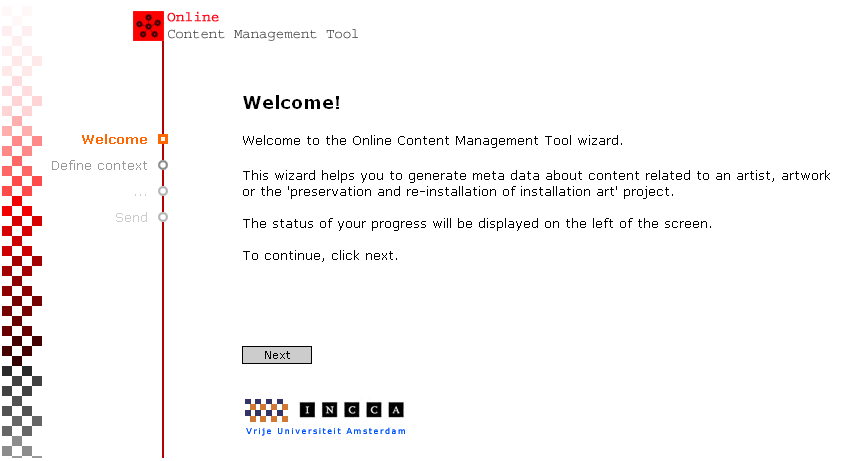 Online
Content Management Tool
Welcome!
Welcome
Define context
...
Send
Welcome to the Online Content Management Tool wizard.
This wizard helps you to generate meta data about content related to an artist, artwork
or the 'preservation and re-installation of installation art' project.
The status of your progress will be displayed on the left of the screen.
To continue, click next.
Next
INCCA
Vrije Universiteit Amsterdam